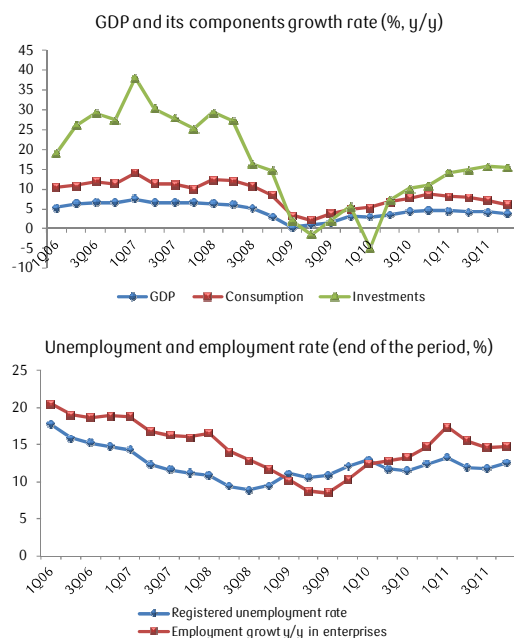 GDP and its components growth rate (%, y/y)
45
40
35
30
25
20
15
10
5
0
-5
-10
1Q06 3Q06 1Q07 3Q07 1Q08 3Q08 1Q09 3Q09 1Q10 3Q10 1Q11 3Q11
GDP Consumption Investments
Unemployment and employment rate (end of the period, %)
25
20
15
10
5
0
1Q06 3Q06 1Q07 3Q07 1Q08 3Q08 1Q09 3Q09 1Q10 3Q10 1Q11 3Q11
Registered unemployment rate
Employment growt y/y in enterprises